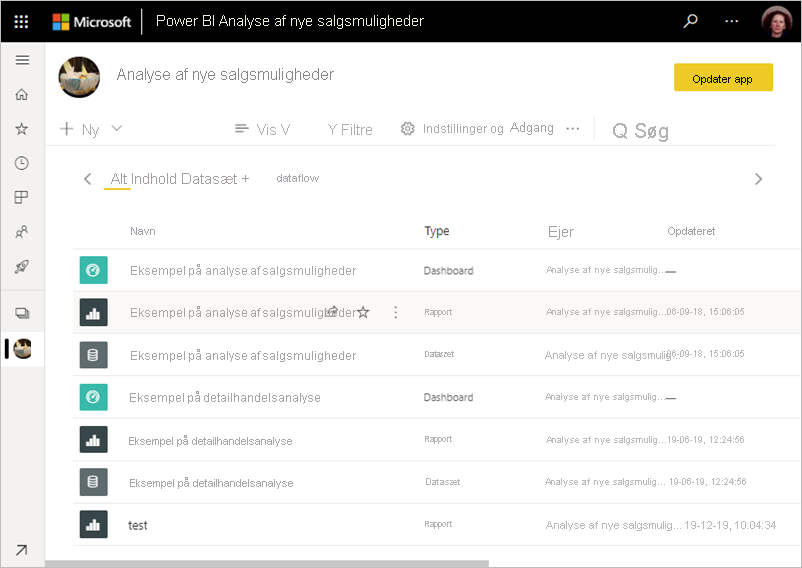 Microsoft Power BI Analyse af nye salgsmuligheder
Analyse af nye salgsmuligheder
Opdater app
Ny Vis V Y Filtre Indstillinger og Adgang Q Søg
Alt Indhold Datasæt + dataflow
Navn Type Ejer Opdateret
Eksempel på analyse af salgsmuligheder Dashboard Analyse af nye salgsmulig... —
Eksempel på analyse af salgsmuligheder Rapport Analyse af nye salgsmulig... 06-09-18, 15:06:05
Eksempel på analyse af salgsmuligheder Datasæt Analyse af nye salgsmulig... 06-09-18, 15:06:05
Eksempel på detailhandelsanalyse Dashboard Analyse af nye salgsmulig... —
Eksempel på detailhandelsanalyse Rapport Analyse af nye salgsmulig... 19-06-19, 12:24:56
Eksempel på detailhandelsanalyse Datasæt Analyse af nye salgsmulig... 19-06-19, 12:24:56
test Rapport Analyse af nye salgsmulig... 19-12-19, 10:04:34